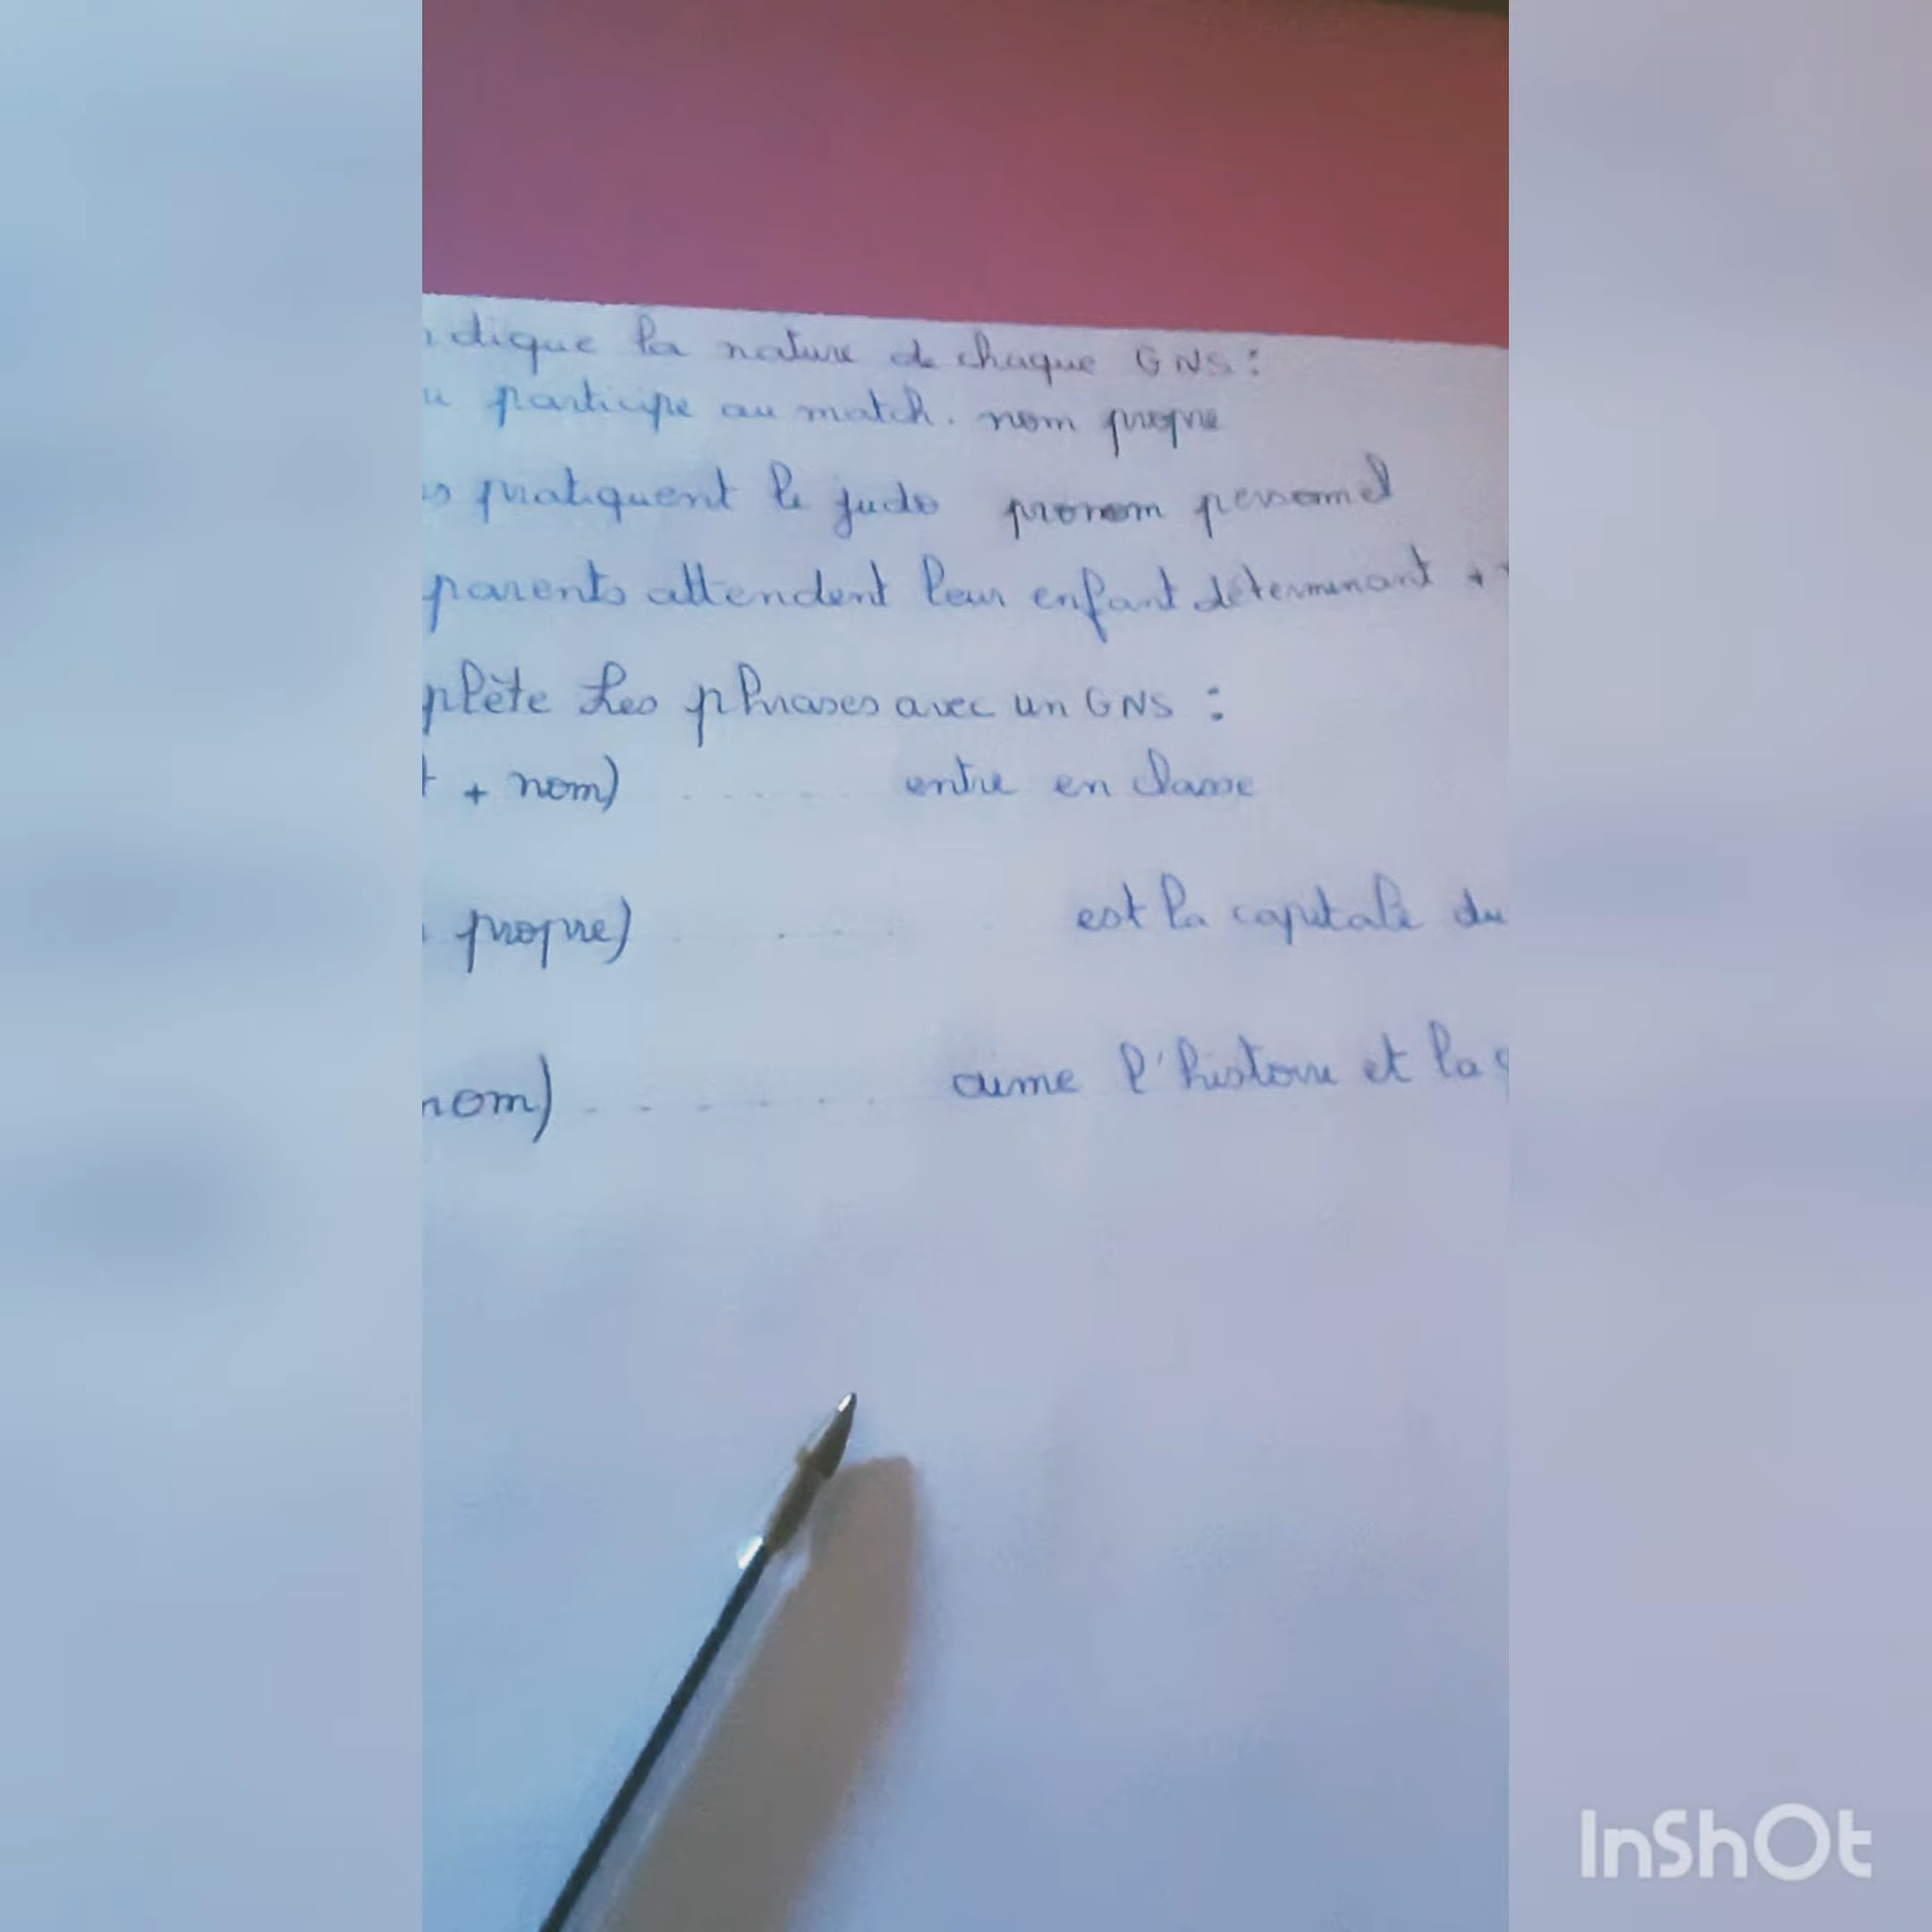 dique la nature de chaque GNS:
participe au match. nom propre
pratiquent le judo pronom personnel
parents attendent leur enfant déterminant +
plète les phrases avec un GNS :
+ nom) ........ entre en classe
propre) ........ est la capitale du
nom) ........ aime l'histoire et la
InShOt